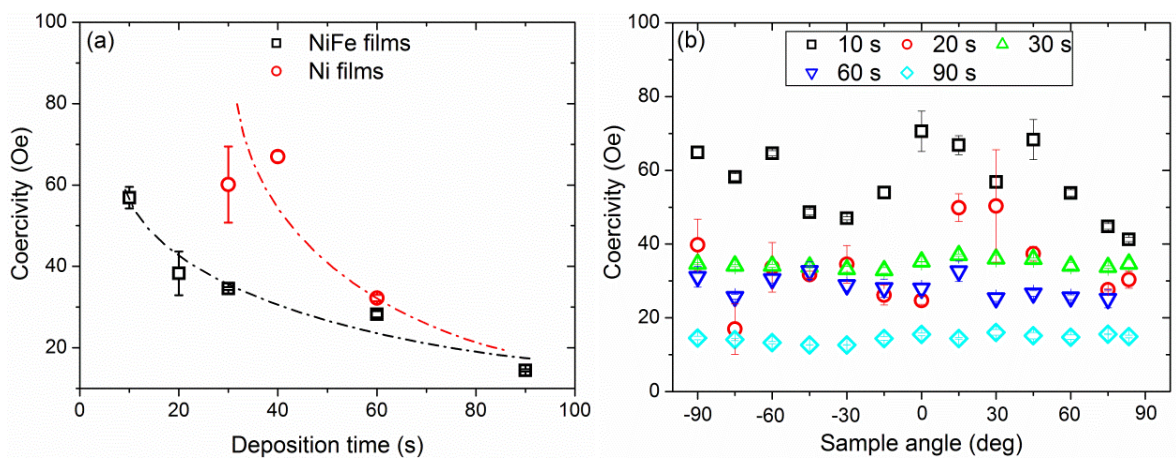 (a)
NiFe films
Ni films
100
80
60
40
20
Coercivity (Oe)
0 20 40 60 80 100
Deposition time (s)
(b)
10 s 20 s 30 s
60 s 90 s
100
80
60
40
20
0
Coercivity (Oe)
-90 -60 -30 0 30 60 90
Sample angle (deg)